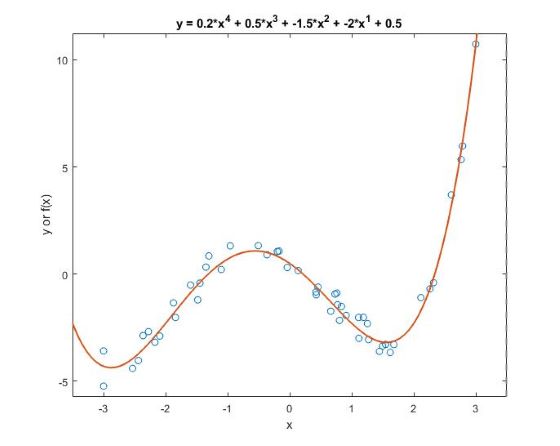 y = 0.2*x^4 + 0.5*x^3 + -1.5*x^2 + -2*x^1 + 0.5
10
5
0
-5
y or f(x)
-3 -2 -1 0 1 2 3
x